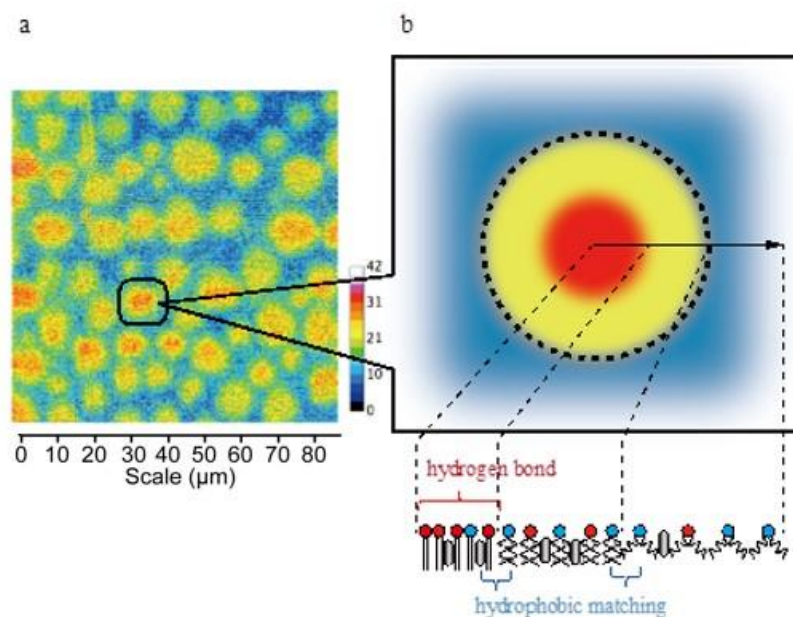 a
b
42
31
21
10
0
0 10 20 30 40 50 60 70 80
Scale (μm)
hydrogen bond
hydrophobic matching